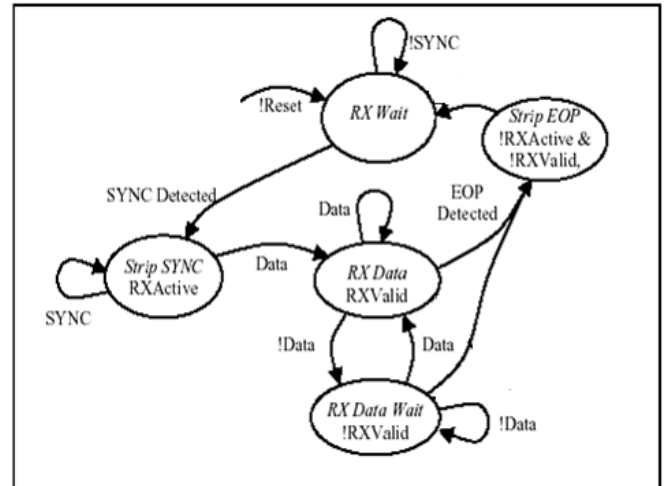 !SYNC
!Reset
RX Wait
Strip EOP
!RXActive &
!RXValid,
SYNC Detected
EOP
Detected
Data
Strip SYNC
RXActive
Data
RX Data
RXValid
SYNC
!Data
Data
RX Data Wait
!RXValid
!Data